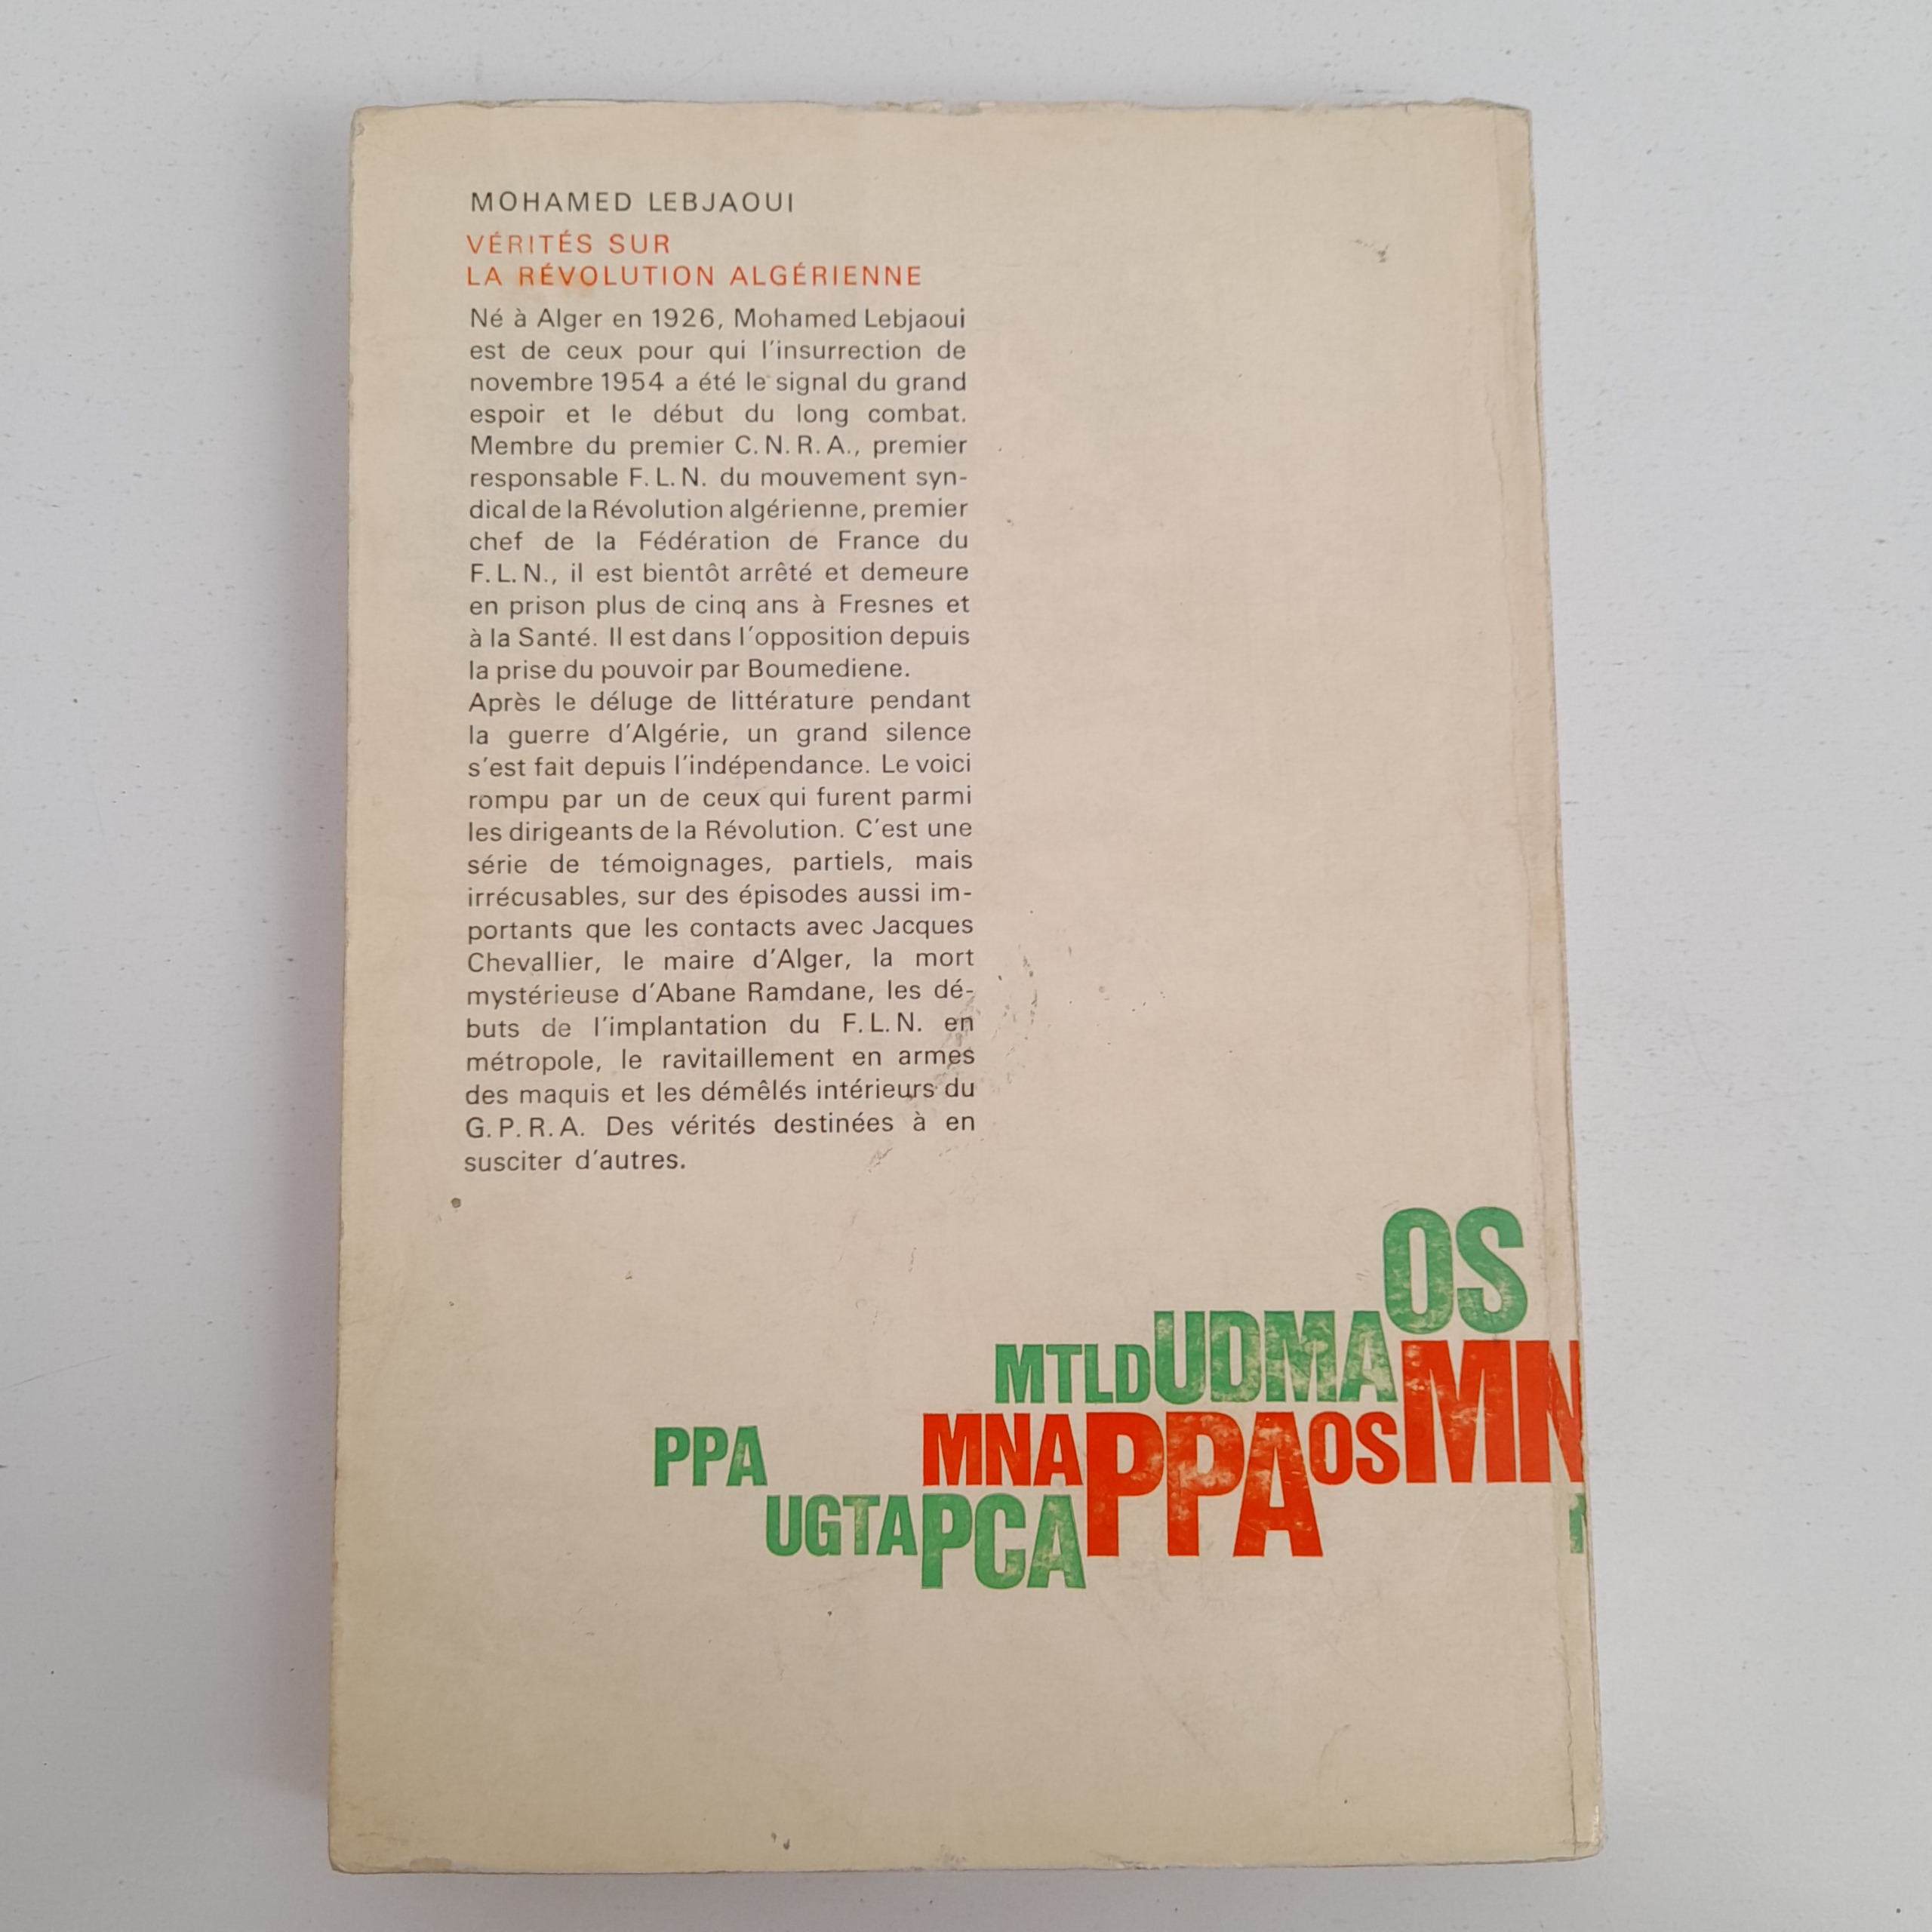 MOHAMED LEBJAOUI
VÉRITÉS SUR
LA RÉVOLUTION ALGÉRIENNE
Né à Alger en 1926, Mohamed Lebjaoui
est de ceux pour qui l'insurrection de
novembre 1954 a été le signal du grand
espoir et le début du long combat.
Membre du premier C.N.R.A., premier
responsable F.L.N. du mouvement syn-
dical de la Révolution algérienne, premier
chef de la Fédération de France du
F.L.N., il est bientôt arrêté et demeure
en prison plus de cinq ans à Fresnes et
à la Santé. Il est dans l'opposition depuis
la prise du pouvoir par Boumediene.
Après le déluge de littérature pendant
la guerre d'Algérie, un grand silence
s'est fait depuis l'indépendance. Le voici
rompu par un de ceux qui furent parmi
les dirigeants de la Révolution. C'est une
série de témoignages, partiels, mais
irrécusables, sur des épisodes aussi im-
portants que les contacts avec Jacques
Chevallier, le maire d'Alger, la mort
mystérieuse d'Abane Ramdane, les dé-
buts de l'implantation du F.L.N. en
métropole, le ravitaillement en armes
des maquis et les démêlés intérieurs du
G.P.R.A. Des vérités destinées à en
susciter d'autres.
OS
MTLD UDMA
MN
PPA MNA PPA OS
UGTA PCA